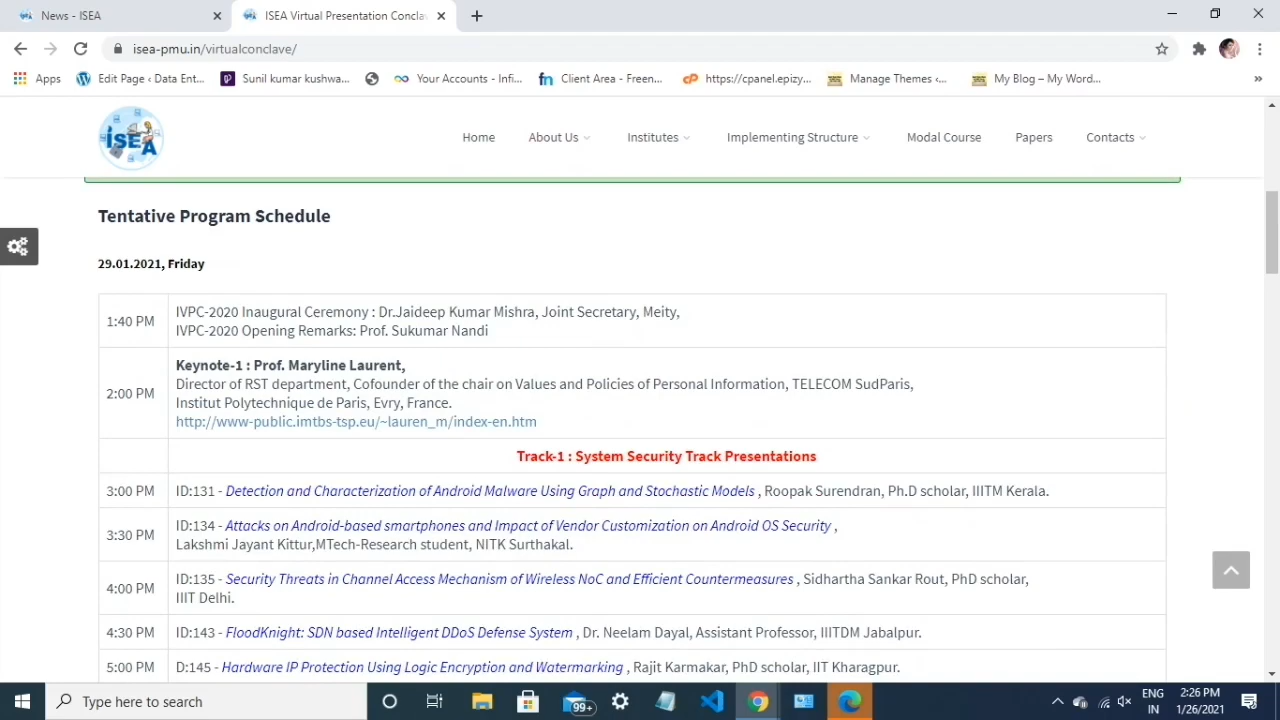 News - ISEA
ISEA Virtual Presentation Concla
isea-pmu.in/virtualconclave/
Apps
Edit Page ‹ Data Ent...
Sunil kumar kushwa...
Your Accounts - Infi...
fn Client Area - Freen...
cP https://cpanel.epizy...
Manage Themes ‹...
My Blog – My Word...
»
ISEA
Home
About Us
Institutes
Implementing Structure
Modal Course
Papers
Contacts
Tentative Program Schedule
29.01.2021, Friday
1:40 PM
IVPC-2020 Inaugural Ceremony : Dr.Jaideep Kumar Mishra, Joint Secretary, Meity,
IVPC-2020 Opening Remarks: Prof. Sukumar Nandi
2:00 PM
Keynote-1 : Prof. Maryline Laurent,
Director of RST department, Cofounder of the chair on Values and Policies of Personal Information, TELECOM SudParis,
Institut Polytechnique de Paris, Evry, France.
http://www-public.imtbs-tsp.eu/~lauren_m/index-en.htm
Track-1 : System Security Track Presentations
3:00 PM
ID:131 - Detection and Characterization of Android Malware Using Graph and Stochastic Models , Roopak Surendran, Ph.D scholar, IIITM Kerala.
3:30 PM
ID:134 - Attacks on Android-based smartphones and Impact of Vendor Customization on Android OS Security ,
Lakshmi Jayant Kittur,MTech-Research student, NITK Surthakal.
4:00 PM
ID:135 - Security Threats in Channel Access Mechanism of Wireless NoC and Efficient Countermeasures , Sidhartha Sankar Rout, PhD scholar,
IIIT Delhi.
4:30 PM
ID:143 - FloodKnight: SDN based Intelligent DDoS Defense System , Dr. Neelam Dayal, Assistant Professor, IIITDM Jabalpur.
5:00 PM
D:145 - Hardware IP Protection Using Logic Encryption and Watermarking , Rajit Karmakar, PhD scholar, IIT Kharagpur.
Type here to search
99+
ENG
IN
2:26 PM
1/26/2021